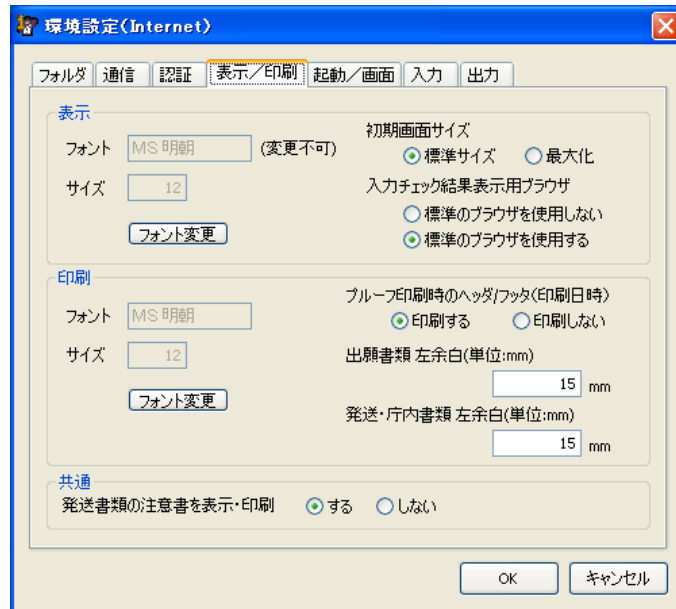 環境設定(Internet)
フォルダ 通信 認証 表示／印刷 起動／画面 入力 出力
表示
フォント MS 明朝 (変更不可)
サイズ 12
フォント変更
初期画面サイズ
標準サイズ 最大化
入力チェック結果表示用ブラウザ
標準のブラウザを使用しない
標準のブラウザを使用する
印刷
フォント MS 明朝
サイズ 12
フォント変更
プルーフ印刷時のヘッダ/フッタ(印刷日時)
印刷する 印刷しない
出願書類 左余白(単位:mm)
15 mm
発送・庁内書類 左余白(単位:mm)
15 mm
共通
発送書類の注意書を表示・印刷 する しない
OK キャンセル